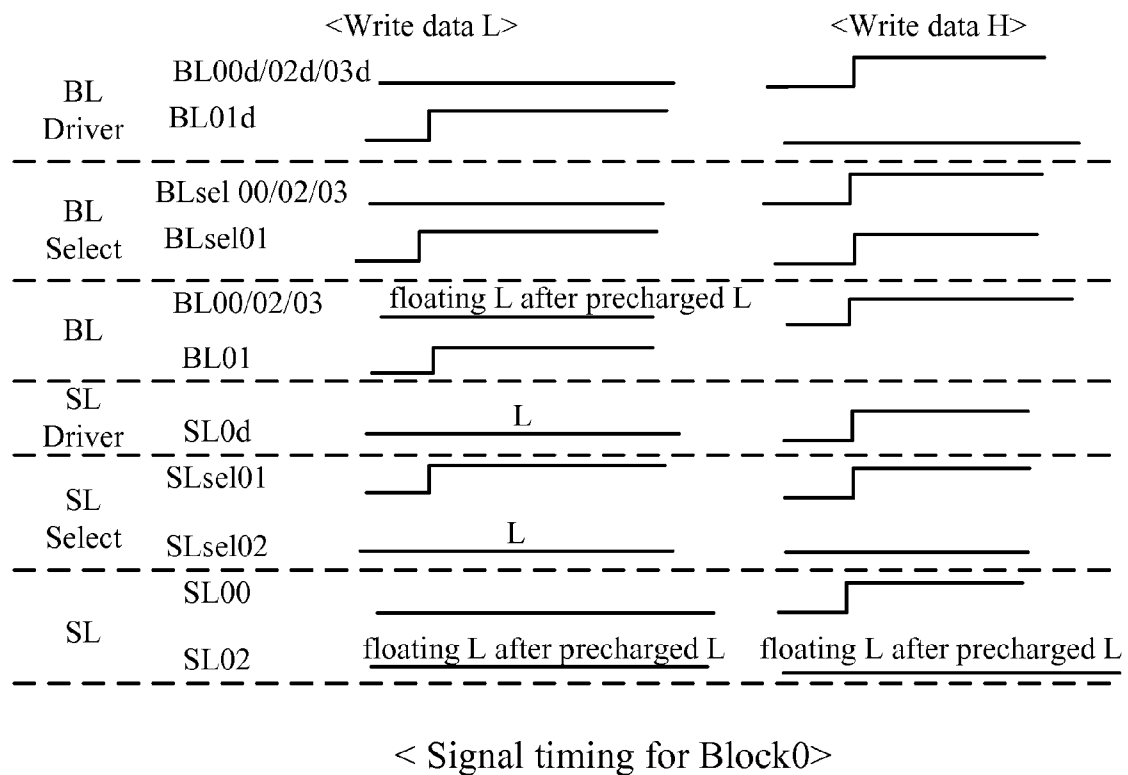 <Write data L> <Write data H>
BL00d/02d/03d
BL
Driver
BL01d
BLsel 00/02/03
BL
Select
BLsel01
BL00/02/03
floating L after precharged L
BL
BL01
SL
Driver
SL0d
L
SLsel01
SL
Select
SLsel02
L
SL00
SL
SL02
floating L after precharged L floating L after precharged L
< Signal timing for Block0>